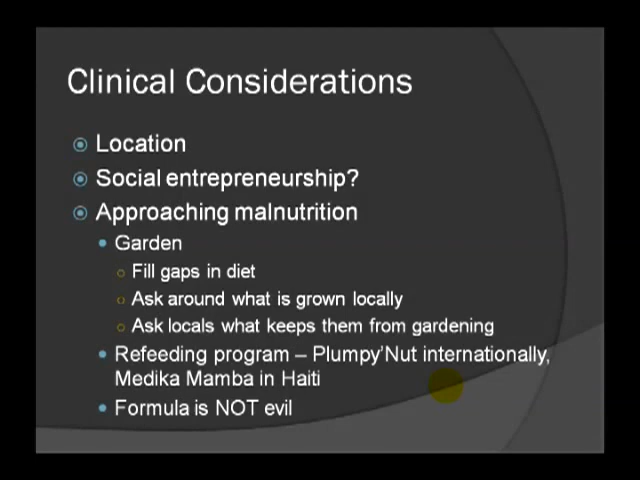 Clinical Considerations
Location
Social entrepreneurship?
Approaching malnutrition
Garden
Fill gaps in diet
Ask around what is grown locally
Ask locals what keeps them from gardening
Refeeding program – Plumpy’Nut internationally,
Medika Mamba in Haiti
Formula is NOT evil